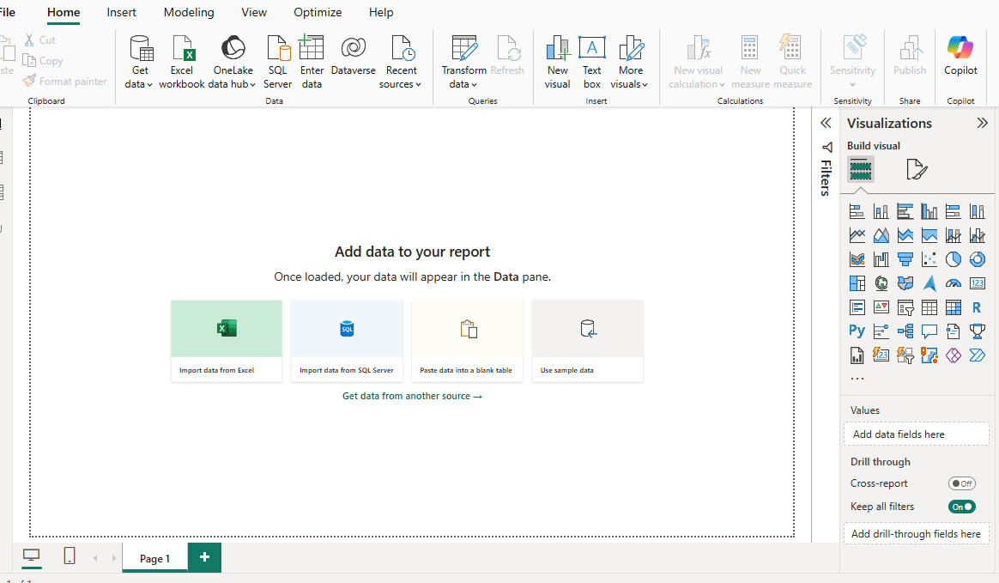 File Home Insert Modeling View Optimize Help
Cut
Copy
Format painter
Clipboard
Get data
Excel workbook
OneLake data hub
SQL Server
Enter data
Dataverse
Recent sources
Data
Transform data
Refresh
Queries
New visual
Text box
More visuals
Insert
New visual calculation
New measure
Quick measure
Calculations
Sensitivity
Sensitivity
Publish
Share
Copilot
Copilot
Add data to your report
Once loaded, your data will appear in the Data pane.
Import data from Excel
Import data from SQL Server
Paste data into a blank table
Use sample data
Get data from another source →
Filters
Visualizations
Build visual
123
R
Py
123
...
Values
Add data fields here
Drill through
Cross-report
Off
Keep all filters
On
Add drill-through fields here
Page 1